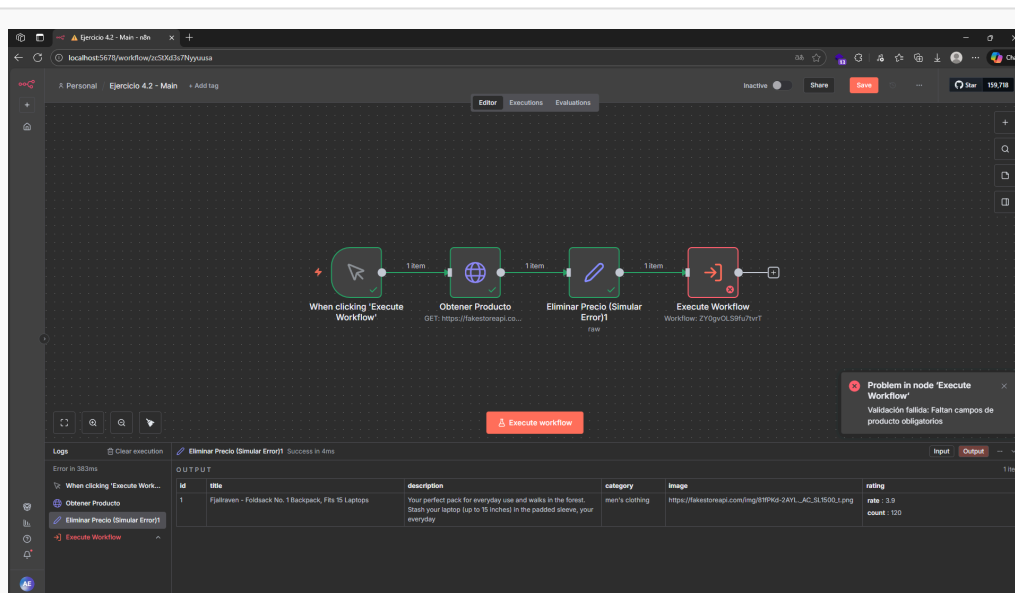 Ejercicio 4.2 - Main - n8n
localhost:5678/workflow/zcStXd3s7Nyyuusa
Personal / Ejercicio 4.2 - Main + Add tag
Inactive Share Save Star 159,718
Editor Executions Evaluations
1 item 1 item 1 item
When clicking 'Execute Workflow'
Obtener Producto
GET: https://fakestoreapi.co...
Eliminar Precio (Simular Error)1
raw
Execute Workflow
Workflow: ZY0gvOLS9fu7tvrT
Problem in node 'Execute Workflow'
Validación fallida: Faltan campos de producto obligatorios
Execute workflow
Logs Clear execution Eliminar Precio (Simular Error)1 Success in 4ms Input Output
Error in 383ms OUTPUT
When clicking 'Execute Work...
Obtener Producto
Eliminar Precio (Simular Error)1
Execute Workflow
id title description category image rating
1 Fjallraven - Foldsack No. 1 Backpack, Fits 15 Laptops
Your perfect pack for everyday use and walks in the forest.
Stash your laptop (up to 15 inches) in the padded sleeve, your
everyday
men's clothing
https://fakestoreapi.com/img/81fPKd-2AYL._AC_SL1500_t.png
rate : 3.9
count : 120
AE